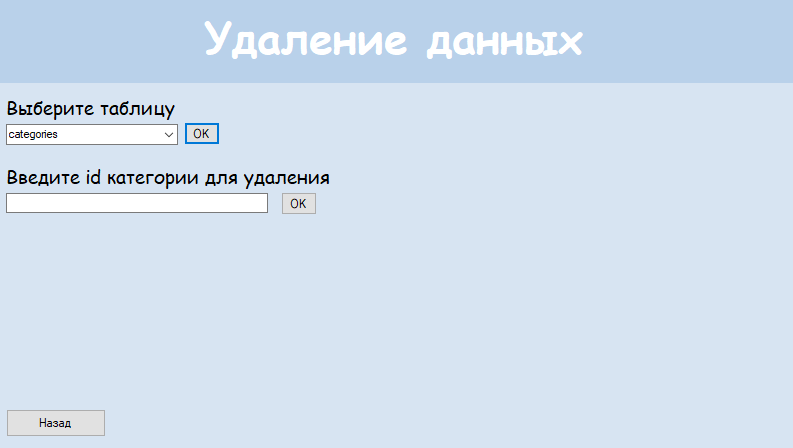 Удаление данных
Выберите таблицу
categories OK
Введите id категории для удаления
OK
Назад